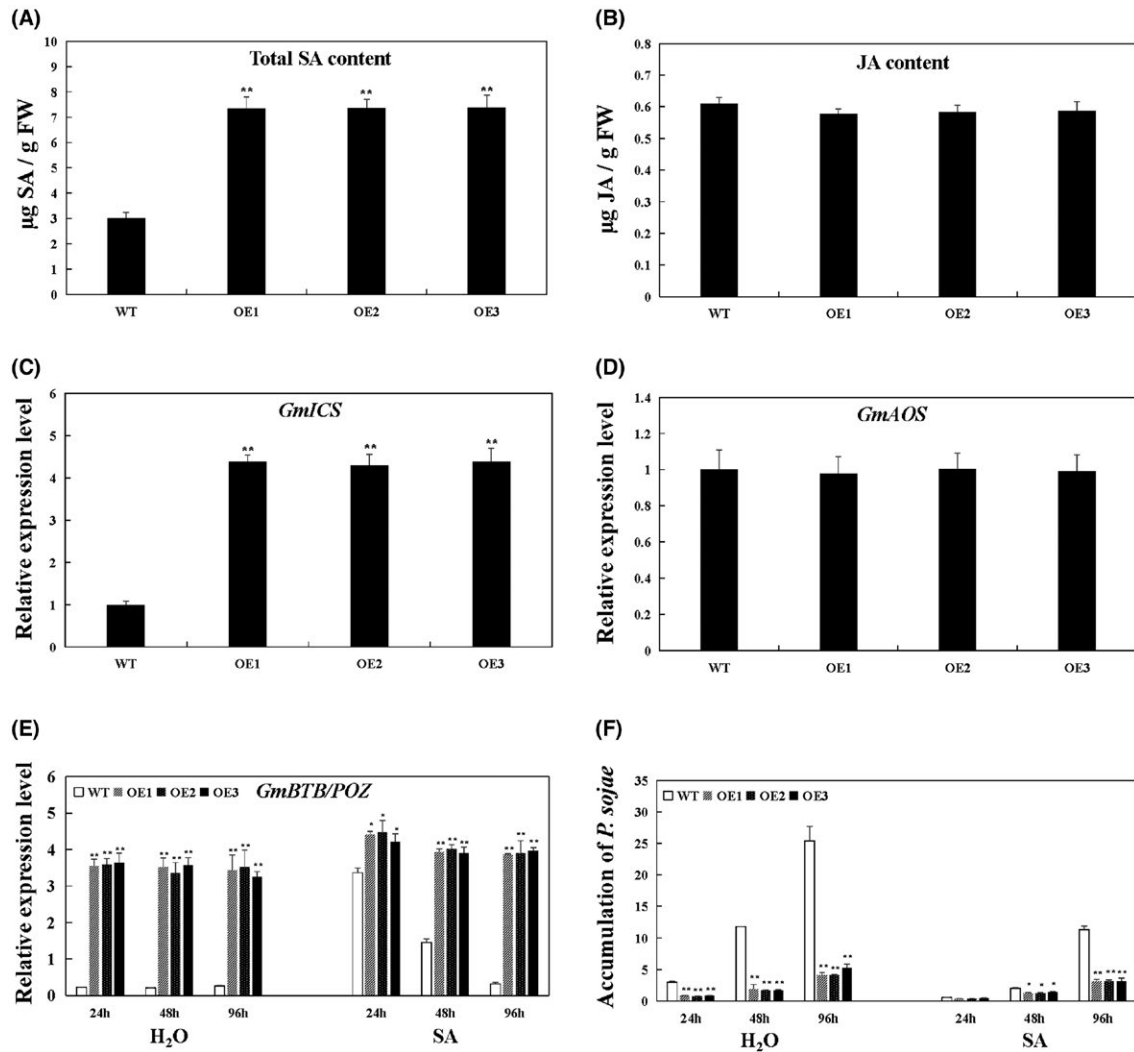 (A)
Total SA content
µg SA / g FW
10
9
8
7
6
5
4
3
2
1
0
** ** **
WT OE1 OE2 OE3
(B)
JA content
µg JA / g FW
0.8
0.7
0.6
0.5
0.4
0.3
0.2
0.1
0
WT OE1 OE2 OE3
(C)
GmICS
Relative expression level
6
5
4
3
2
1
0
** ** **
WT OE1 OE2 OE3
(D)
GmAOS
Relative expression level
1.4
1.2
1
0.8
0.6
0.4
0.2
0
WT OE1 OE2 OE3
(E)
Relative expression level
6
5
4
3
2
1
0
WT OE1 OE2 OE3 GmBTB/POZ
** ** ** ** ** ** ** ** ** * * * ** ** ** ** ** **
24h 48h 96h 24h 48h 96h
H₂O SA
(F)
Accumulation of P. sojae
35
30
25
20
15
10
5
0
WT OE1 OE2 OE3
** ** ** ** ** ** ** ** ** * * * ** ** **
24h 48h 96h 24h 48h 96h
H₂O SA